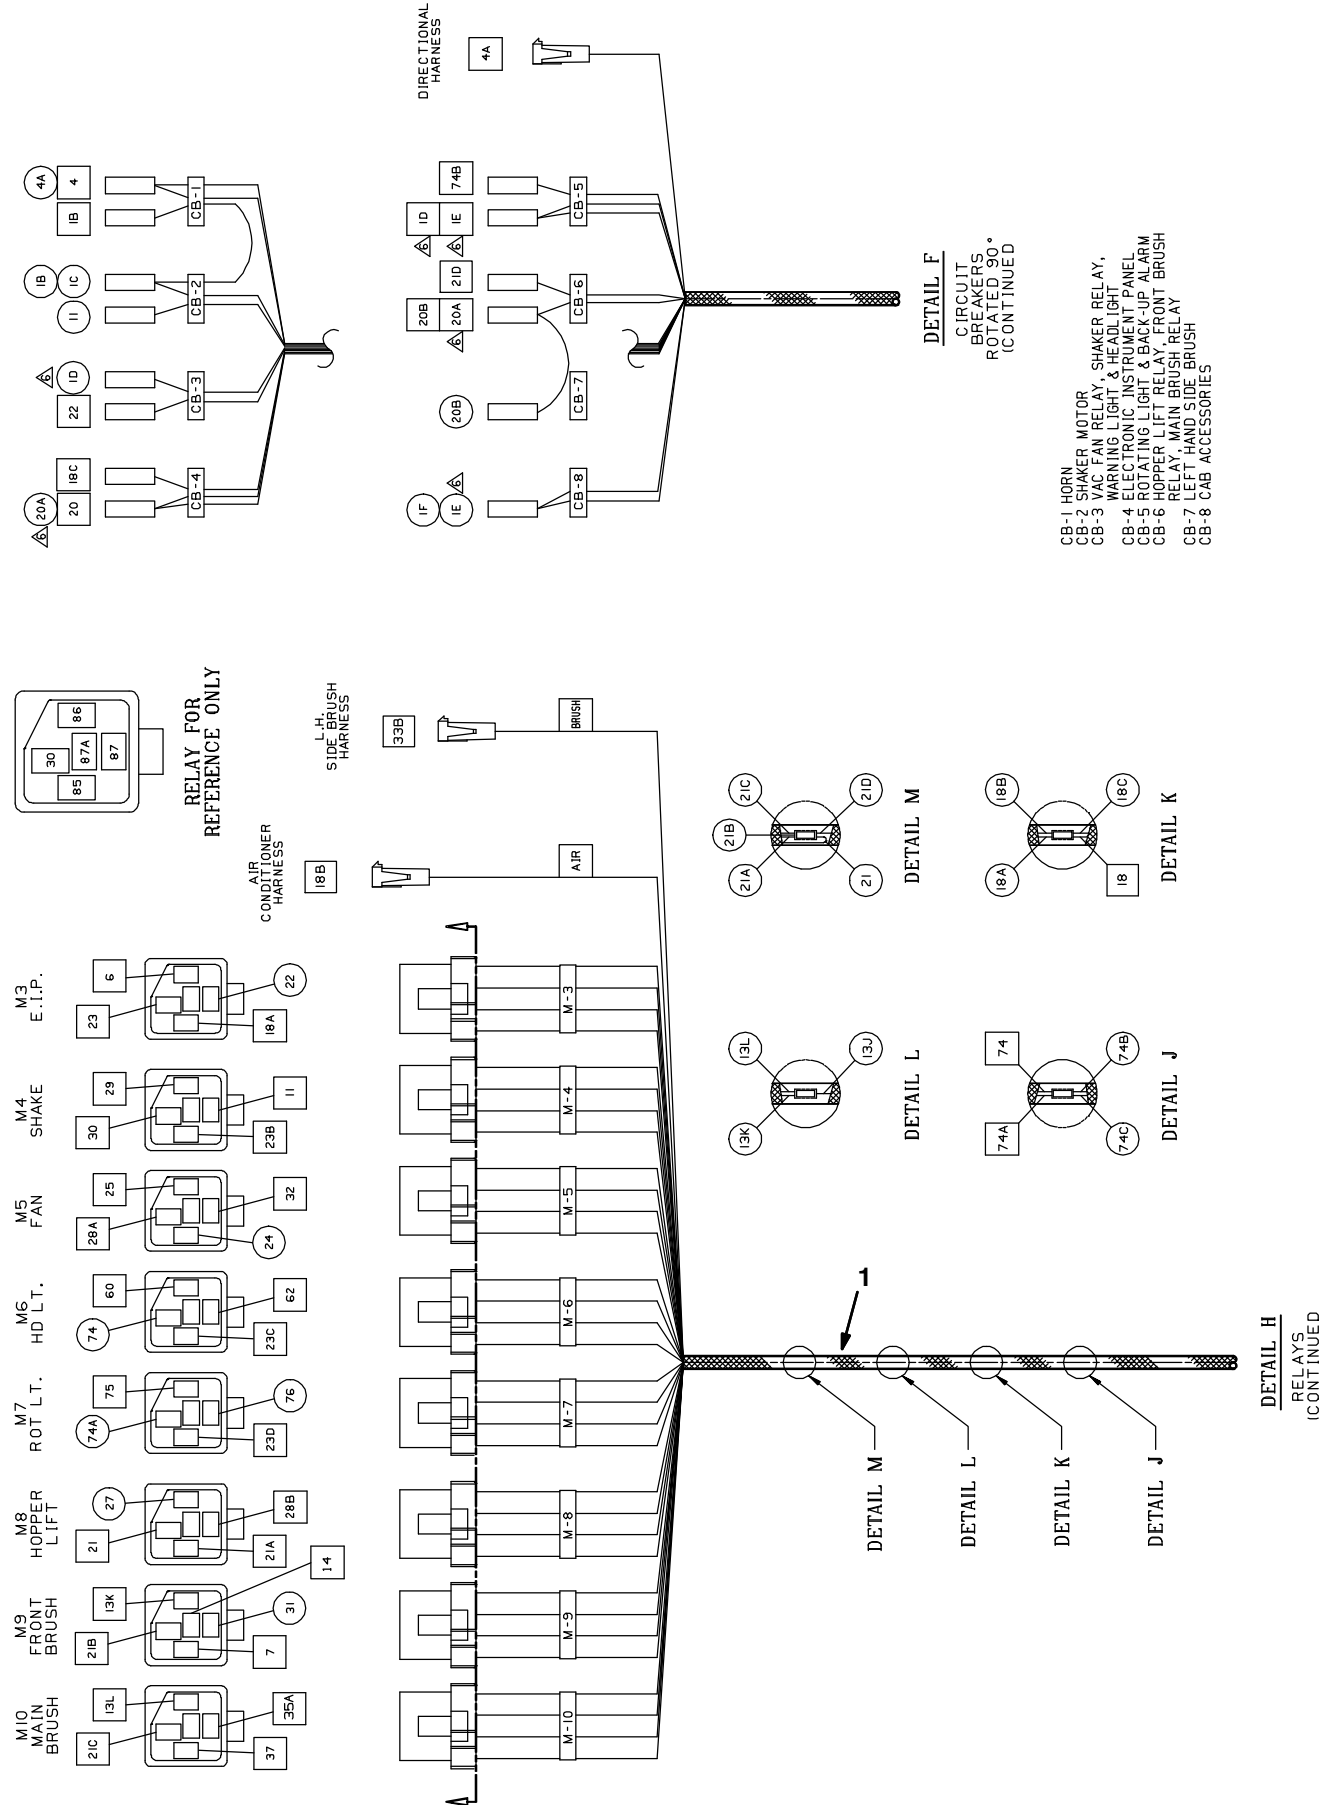 4A
4
1B
CB-1
1B
1C
11
CB-2
6
1D
22
CB-3
18C
20A
20
6
CB-4
DIRECTIONAL
HARNESS
4A
74B
1D
1E
6
6
CB-5
21D
20B
20A
6
CB-6
20B
CB-7
1F
1E
6
CB-8
DETAIL F
CIRCUIT
BREAKERS
ROTATED 90°
(CONTINUED
CB-1 HORN
CB-2 SHAKER MOTOR
CB-3 VAC FAN RELAY, SHAKER RELAY,
WARNING LIGHT & HEADLIGHT
CB-4 ELECTRONIC INSTRUMENT PANEL
CB-5 ROTATING LIGHT & BACK-UP ALARM
CB-6 HOPPER LIFT RELAY, FRONT BRUSH
RELAY, MAIN BRUSH RELAY
CB-7 LEFT HAND SIDE BRUSH
CB-8 CAB ACCESSORIES
86
30
87A
87
85
RELAY FOR
REFERENCE ONLY
L.H.
SIDE BRUSH
HARNESS
33B
BRUSH
AIR
CONDITIONER
HARNESS
18B
AIR
M3
E.I.P.
6
23
22
18A
M-3
M4
SHAKE
29
30
11
23B
M-4
M5
FAN
25
28A
32
24
M-5
M6
HD LT.
60
74
62
23C
M-6
M7
ROT LT.
75
74A
76
23D
M-7
M8
HOPPER
LIFT
27
21
28B
21A
M-8
M9
FRONT
BRUSH
13K
21B
14
31
7
M-9
M10
MAIN
BRUSH
13L
21C
35A
37
M-10
21C
21B
21A
21D
21
DETAIL M
18B
18A
18C
18
DETAIL K
13L
13K
13J
DETAIL L
74
74A
74B
74C
DETAIL J
1
DETAIL M
DETAIL L
DETAIL K
DETAIL J
DETAIL H
RELAYS
(CONTINUED